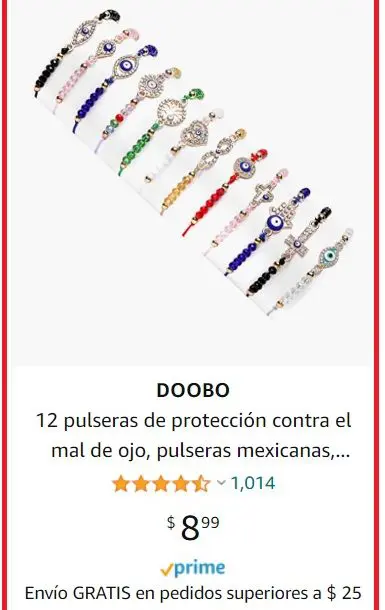 DOOBO
12 pulseras de protección contra el
mal de ojo, pulseras mexicanas,...
1,014
$ 8 99
prime
Envío GRATIS en pedidos superiores a $ 25